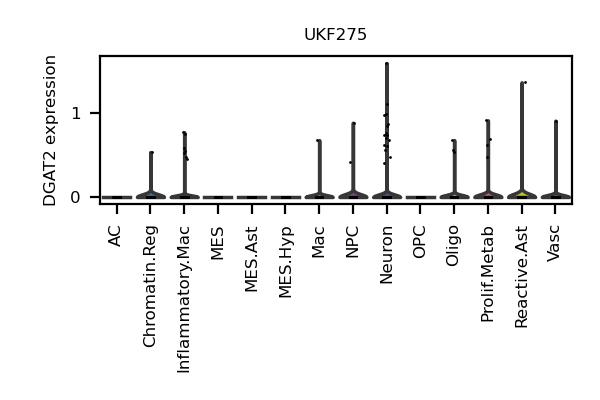 UKF275
DGAT2 expression
1
0
AC
Chromatin.Reg
Inflammatory.Mac
MES
MES.Ast
MES.Hyp
Mac
NPC
Neuron
OPC
Oligo
Prolif.Metab
Reactive.Ast
Vasc